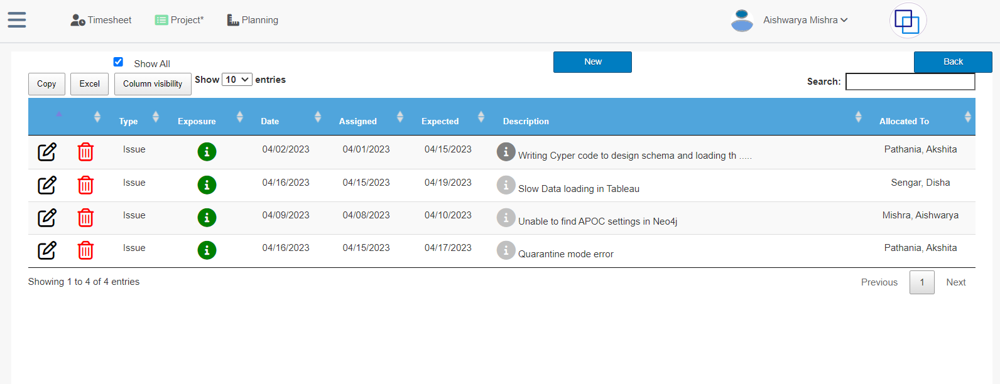 Timesheet Project* Planning Aishwarya Mishra
Show All New Back
Copy Excel Column visibility Show 10 entries Search:
Type Exposure Date Assigned Expected Description Allocated To
Issue 04/02/2023 04/01/2023 04/15/2023 Writing Cyper code to design schema and loading th ..... Pathania, Akshita
Issue 04/16/2023 04/15/2023 04/19/2023 Slow Data loading in Tableau Sengar, Disha
Issue 04/09/2023 04/08/2023 04/10/2023 Unable to find APOC settings in Neo4j Mishra, Aishwarya
Issue 04/16/2023 04/15/2023 04/17/2023 Quarantine mode error Pathania, Akshita
Showing 1 to 4 of 4 entries Previous 1 Next